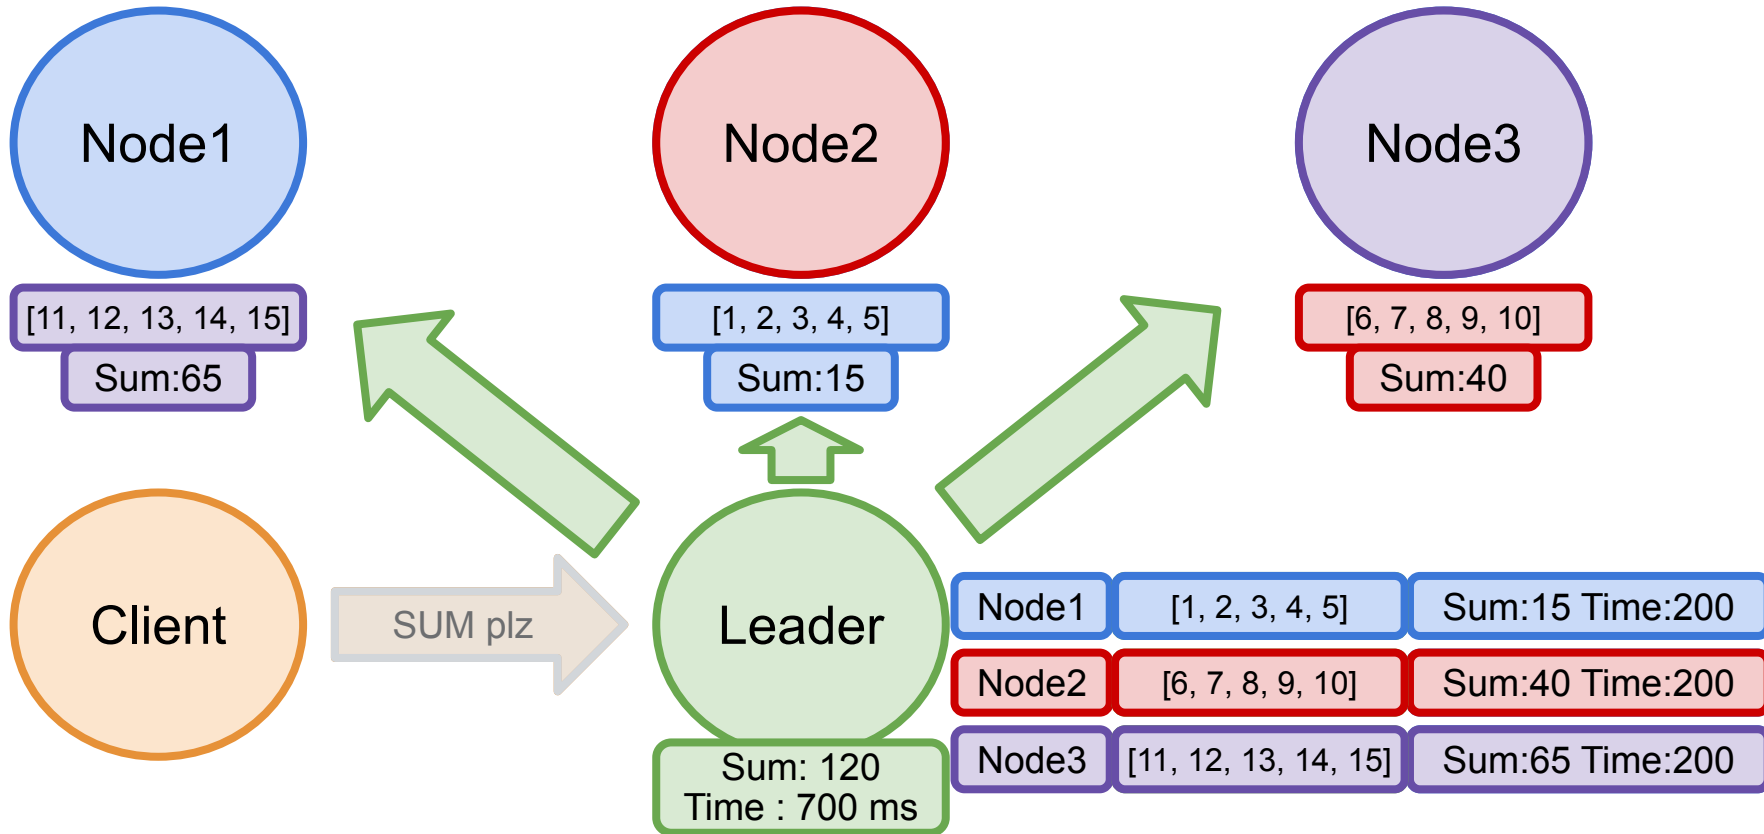 Node1
Node2
Node3
[11, 12, 13, 14, 15]
[1, 2, 3, 4, 5]
[6, 7, 8, 9, 10]
Sum:65
Sum:15
Sum:40
Client
SUM plz
Leader
Sum: 120
Time : 700 ms
Node1 [1, 2, 3, 4, 5] Sum:15 Time:200
Node2 [6, 7, 8, 9, 10] Sum:40 Time:200
Node3 [11, 12, 13, 14, 15] Sum:65 Time:200